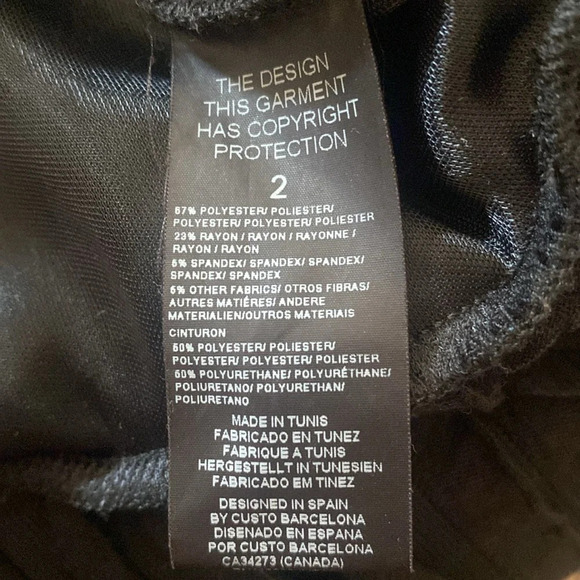 THE DESIGN
THIS GARMENT
HAS COPYRIGHT
PROTECTION
2
67% POLYESTER/ POLIESTER/
POLYESTER/ POLYESTER/ POLIESTER
23% RAYON / RAYON / RAYONNE /
RAYON / RAYON
5% SPANDEX/ SPANDEX/ SPANDEX/
SPANDEX/ SPANDEX
5% OTHER FABRICS/ OTROS FIBRAS/
AUTRES MATIÉRES/ ANDERE
MATERIALIEN/OUTROS MATERIAIS
CINTURON
50% POLYESTER/ POLIESTER/
POLYESTER/ POLYESTER/ POLIESTER
50% POLYURETHANE/ POLYURÉTHANE/
POLIURETANO/ POLYURETHAN/
POLIURETANO
MADE IN TUNIS
FABRICADO EN TUNEZ
FABRIQUE A TUNIS
HERGESTELLT IN TUNESIEN
FABRICADO EM TINEZ
DESIGNED IN SPAIN
BY CUSTO BARCELONA
DISENADO EN ESPAÑA
POR CUSTO BARCELONA
CA34273 (CANADA)